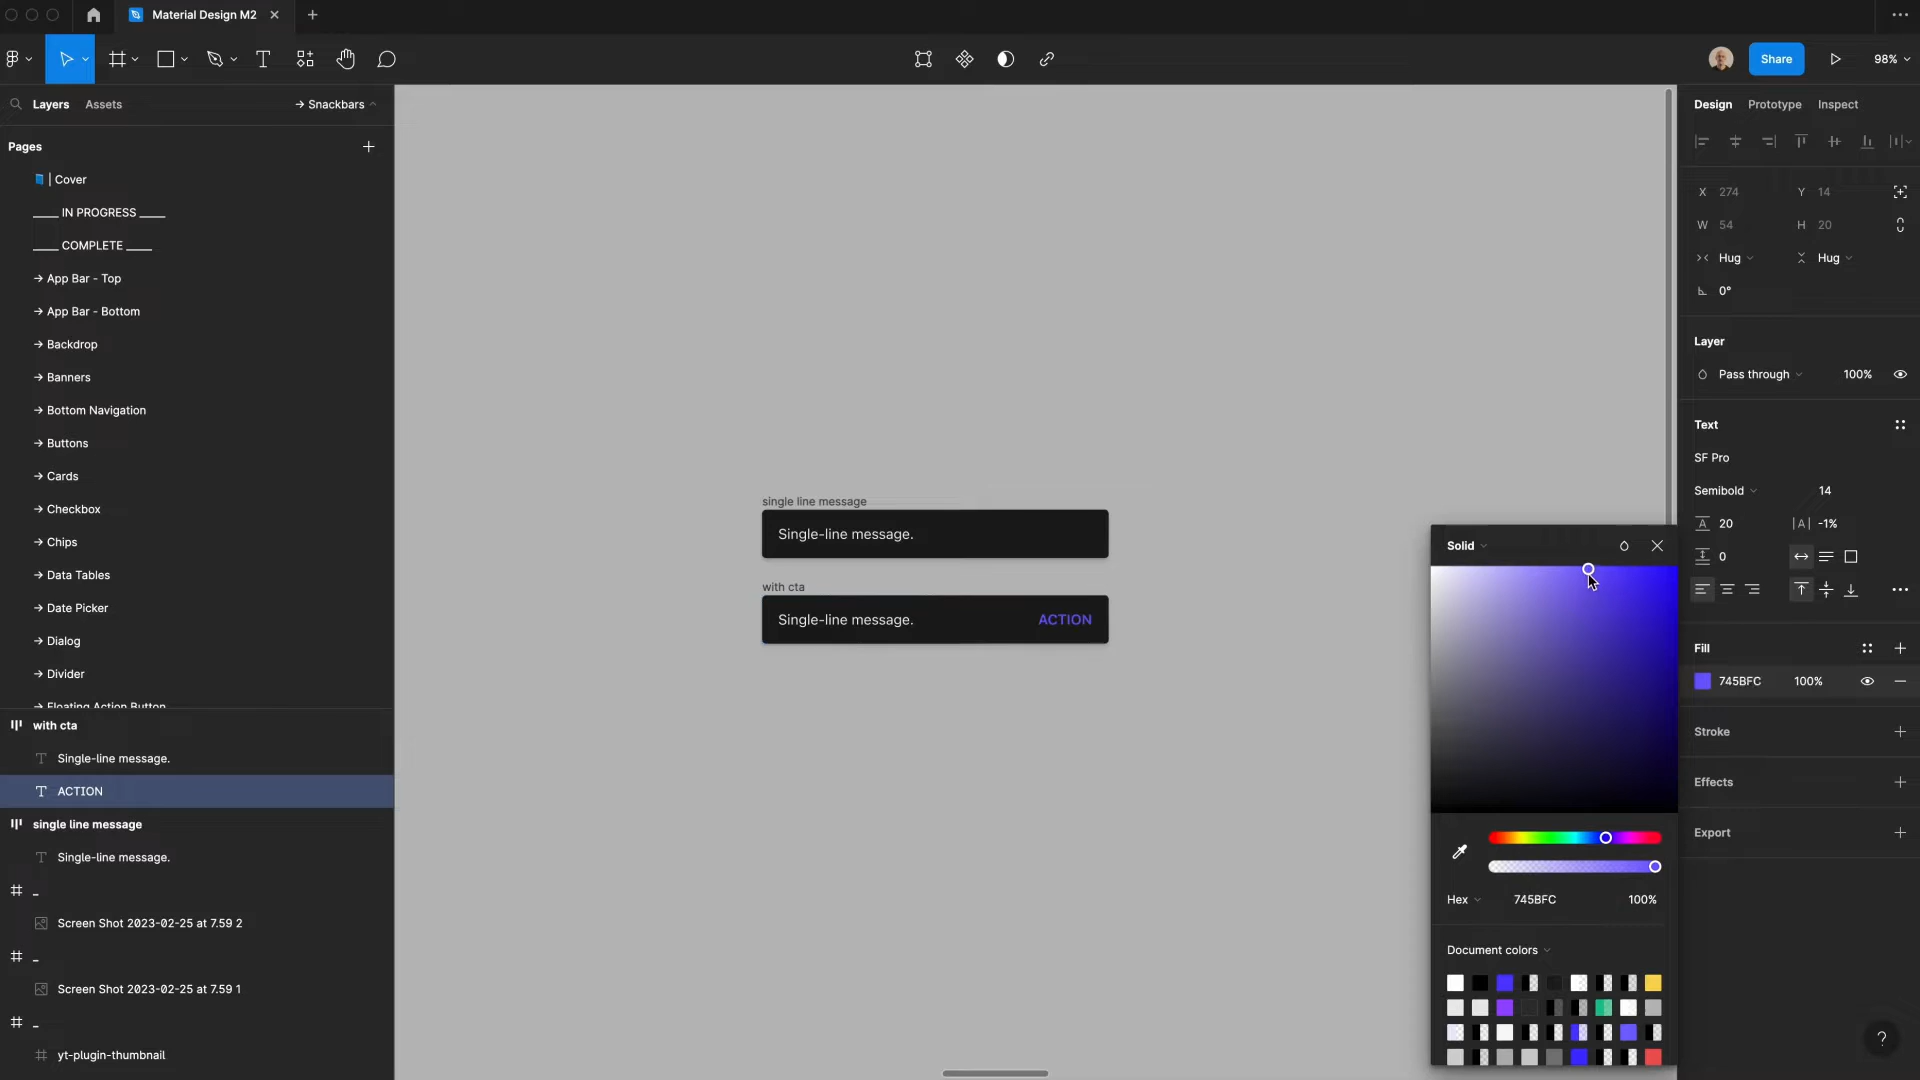 Material Design M2
Share
98%
Layers
Assets
→ Snackbars
Pages
| Cover
____ IN PROGRESS ____
____ COMPLETE ____
→ App Bar - Top
→ App Bar - Bottom
→ Backdrop
→ Banners
→ Bottom Navigation
→ Buttons
→ Cards
→ Checkbox
→ Chips
→ Data Tables
→ Date Picker
→ Dialog
→ Divider
→ Floating Action Button
with cta
Single-line message.
ACTION
single line message
Single-line message.
_
Screen Shot 2023-02-25 at 7.59 2
_
Screen Shot 2023-02-25 at 7.59 1
_
yt-plugin-thumbnail
single line message
Single-line message.
with cta
Single-line message.
ACTION
Solid
Hex
745BFC
100%
Document colors
Design
Prototype
Inspect
X 274
Y 14
W 54
H 20
Hug
Hug
0°
Layer
Pass through
100%
Text
SF Pro
Semibold
14
20
-1%
0
Fill
745BFC
100%
Stroke
Effects
Export
?